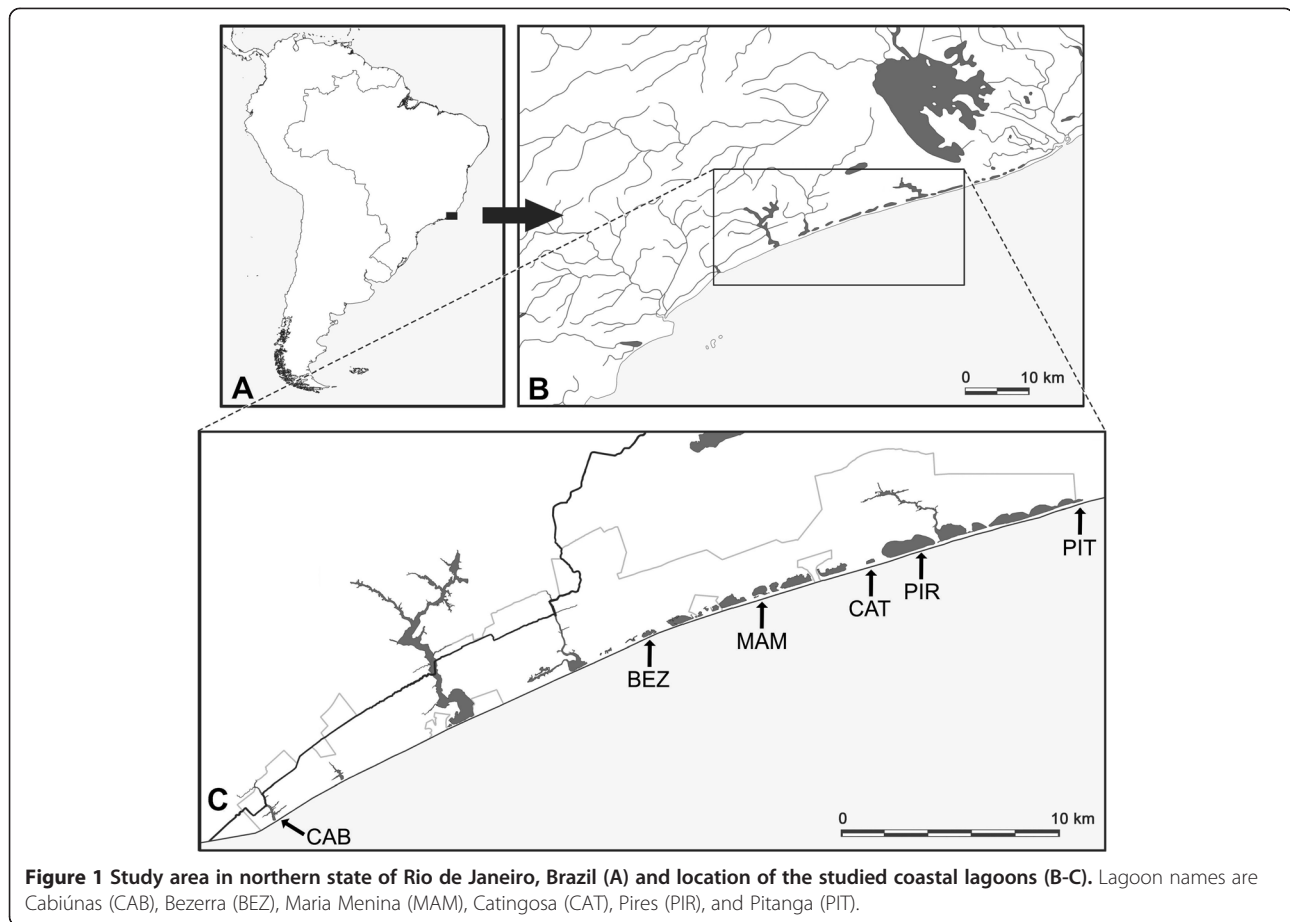 A
B
0 10 km
PIT
PIR
CAT
MAM
BEZ
C
0 10 km
CAB
Figure 1 Study area in northern state of Rio de Janeiro, Brazil (A) and location of the studied coastal lagoons (B-C). Lagoon names are
Cabiúnas (CAB), Bezerra (BEZ), Maria Menina (MAM), Catingosa (CAT), Pires (PIR), and Pitanga (PIT).